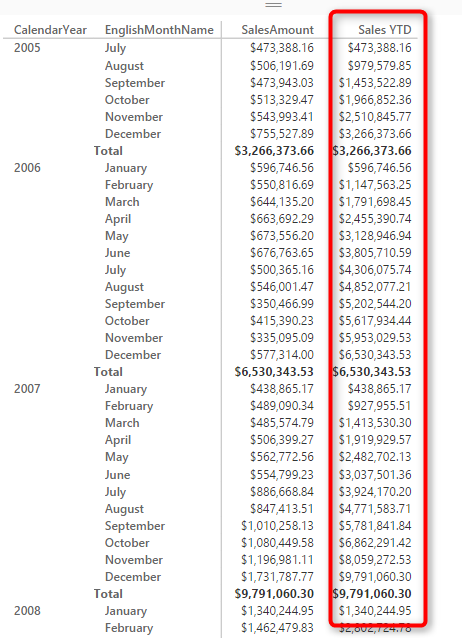 CalendarYear EnglishMonthName SalesAmount Sales YTD
2005 July $473,388.16 $473,388.16
August $506,191.69 $979,579.85
September $473,943.03 $1,453,522.89
October $513,329.47 $1,966,852.36
November $543,993.41 $2,510,845.77
December $755,527.89 $3,266,373.66
Total $3,266,373.66 $3,266,373.66
2006 January $596,746.56 $596,746.56
February $550,816.69 $1,147,563.25
March $644,135.20 $1,791,698.45
April $663,692.29 $2,455,390.74
May $673,556.20 $3,128,946.94
June $676,763.65 $3,805,710.59
July $500,365.16 $4,306,075.74
August $546,001.47 $4,852,077.21
September $350,466.99 $5,202,544.20
October $415,390.23 $5,617,934.44
November $335,095.09 $5,953,029.53
December $577,314.00 $6,530,343.53
Total $6,530,343.53 $6,530,343.53
2007 January $438,865.17 $438,865.17
February $489,090.34 $927,955.51
March $485,574.79 $1,413,530.30
April $506,399.27 $1,919,929.57
May $562,772.56 $2,482,702.13
June $554,799.23 $3,037,501.36
July $886,668.84 $3,924,170.20
August $847,413.51 $4,771,583.71
September $1,010,258.13 $5,781,841.84
October $1,080,449.58 $6,862,291.42
November $1,196,981.11 $8,059,272.53
December $1,731,787.77 $9,791,060.30
Total $9,791,060.30 $9,791,060.30
2008 January $1,340,244.95 $1,340,244.95
February $1,462,479.83 $2,802,724.78